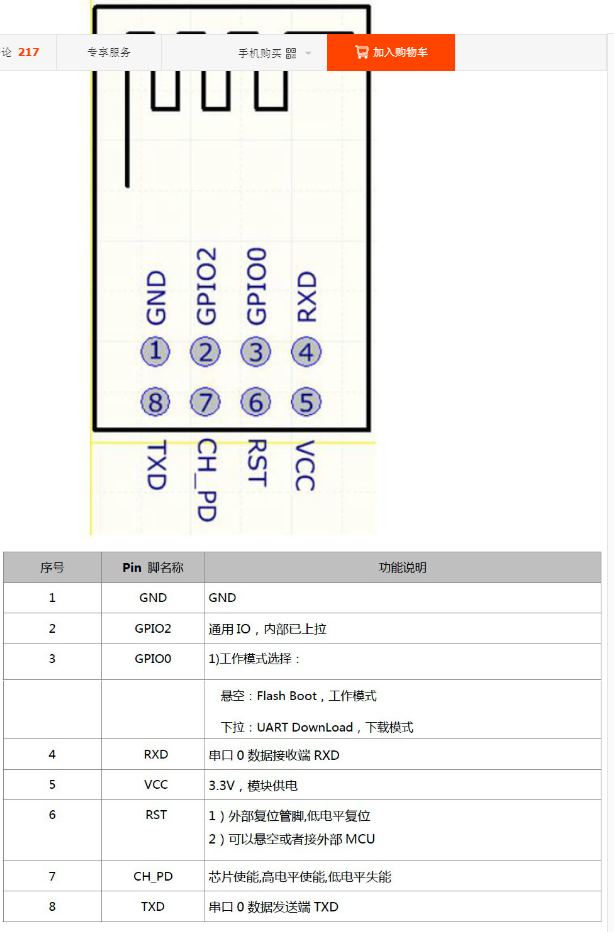 论 217 专享服务 手机购买 加入购物车
GND GPIO2 GPIO0 RXD
1 2 3 4
8 7 6 5
TXD CH_PD RST VCC
序号 Pin 脚名称 功能说明
1 GND GND
2 GPIO2 通用 IO，内部已上拉
3 GPIO0 1)工作模式选择：
悬空：Flash Boot，工作模式
下拉：UART DownLoad，下载模式
4 RXD 串口 0 数据接收端 RXD
5 VCC 3.3V，模块供电
6 RST 1）外部复位管脚,低电平复位
2）可以悬空或者接外部 MCU
7 CH_PD 芯片使能,高电平使能,低电平失能
8 TXD 串口 0 数据发送端 TXD